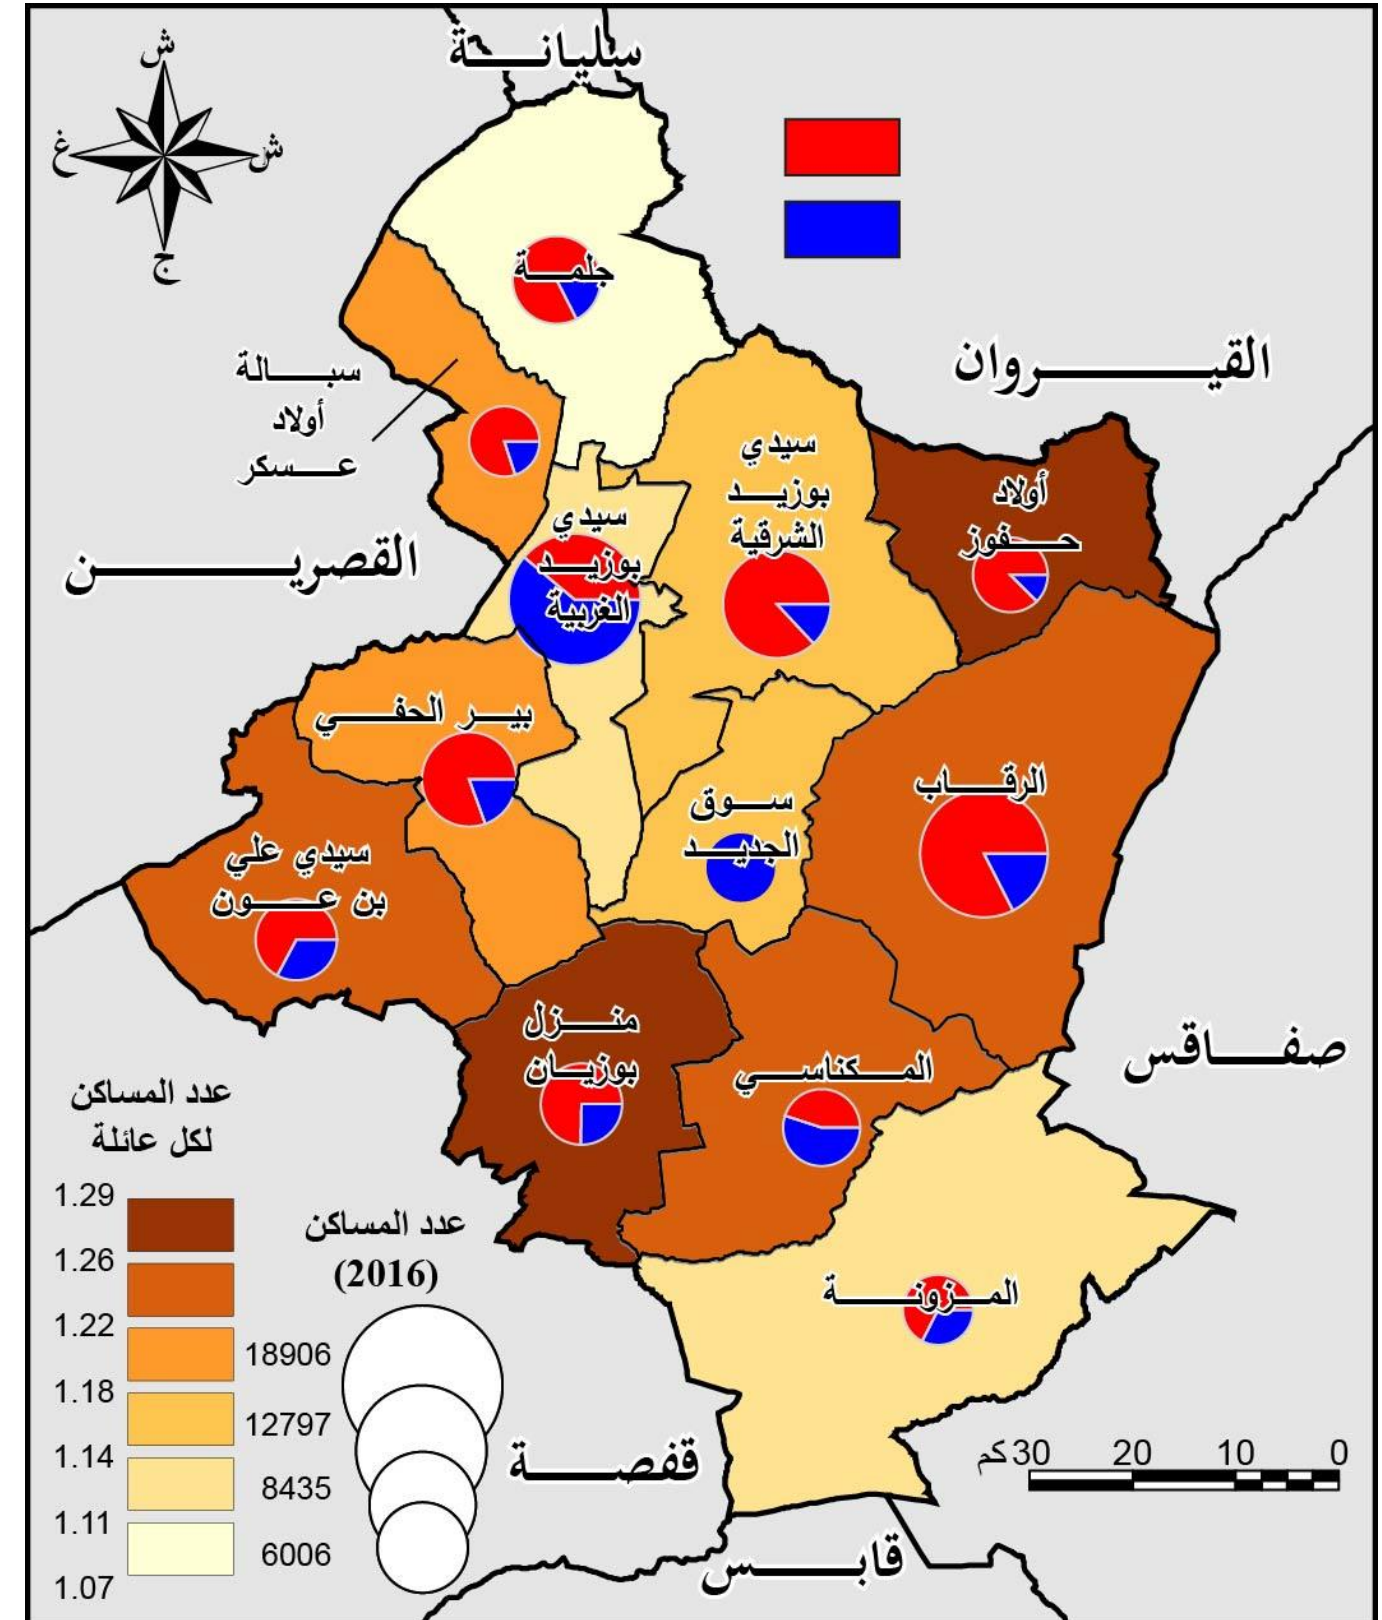 سليانة
ش
غ
ش
ج
جلمة
القيروان
سبالة
أولاد
عسكر
سيدي
بوزيد
الشرقية
أولاد
حفوز
القصرين
سيدي
بوزيد
الغربية
بير الحفي
الرقاب
سوق
الجديد
سيدي علي
بن عون
منزل
بوزيان
المكناسي
صفاقس
عدد المساكن
لكل عائلة
1.29
1.26
1.22
1.18
1.14
1.11
1.07
عدد المساكن
(2016)
18906
12797
8435
6006
المزونة
قفصة
قابس
0 10 20 30 كم